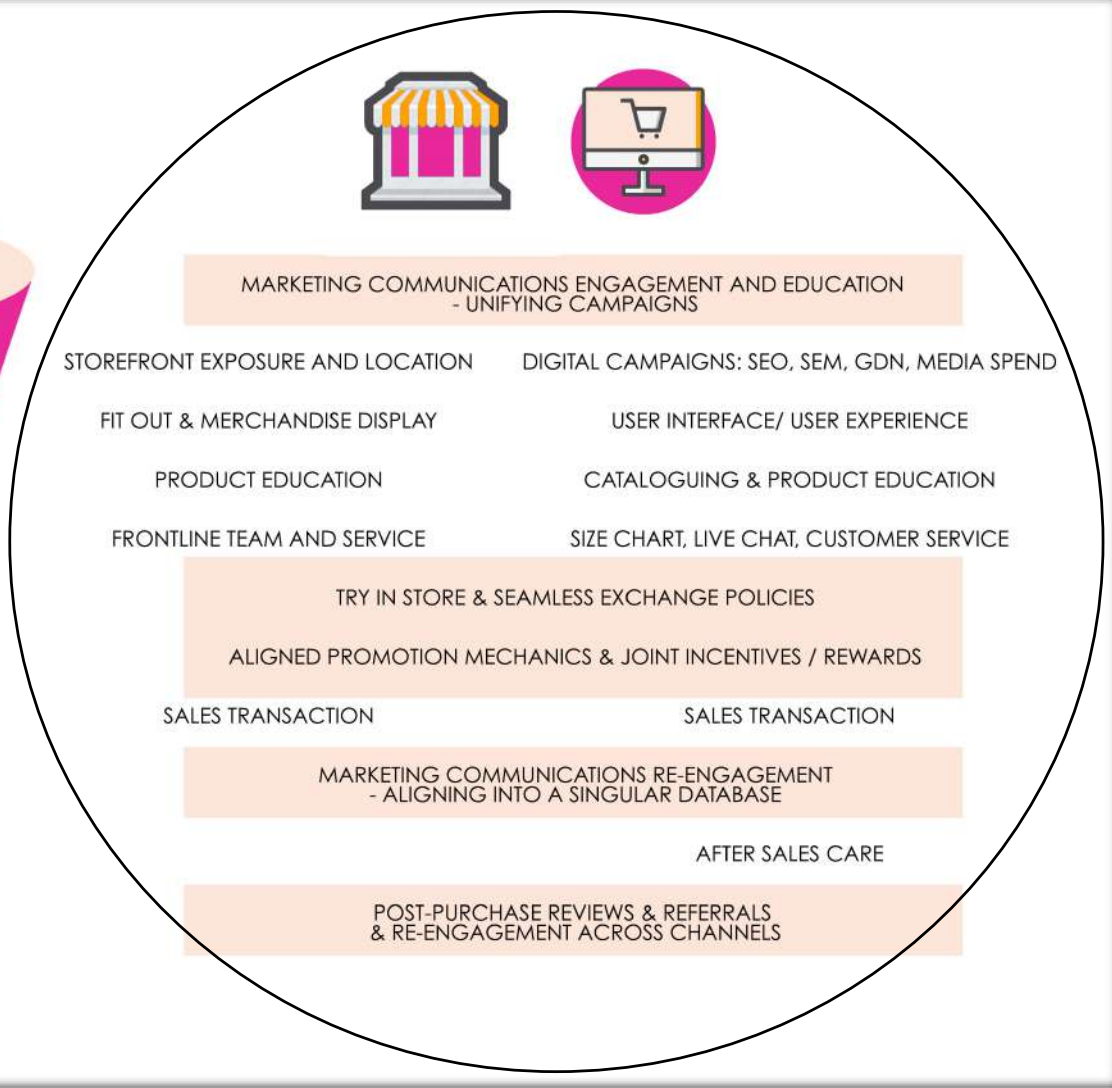 MARKETING COMMUNICATIONS ENGAGEMENT AND EDUCATION
- UNIFYING CAMPAIGNS
STOREFRONT EXPOSURE AND LOCATION
DIGITAL CAMPAIGNS: SEO, SEM, GDN, MEDIA SPEND
FIT OUT & MERCHANDISE DISPLAY
USER INTERFACE/ USER EXPERIENCE
PRODUCT EDUCATION
CATALOGUING & PRODUCT EDUCATION
FRONTLINE TEAM AND SERVICE
SIZE CHART, LIVE CHAT, CUSTOMER SERVICE
TRY IN STORE & SEAMLESS EXCHANGE POLICIES
ALIGNED PROMOTION MECHANICS & JOINT INCENTIVES / REWARDS
SALES TRANSACTION
SALES TRANSACTION
MARKETING COMMUNICATIONS RE-ENGAGEMENT
- ALIGNING INTO A SINGULAR DATABASE
AFTER SALES CARE
POST-PURCHASE REVIEWS & REFERRALS
& RE-ENGAGEMENT ACROSS CHANNELS